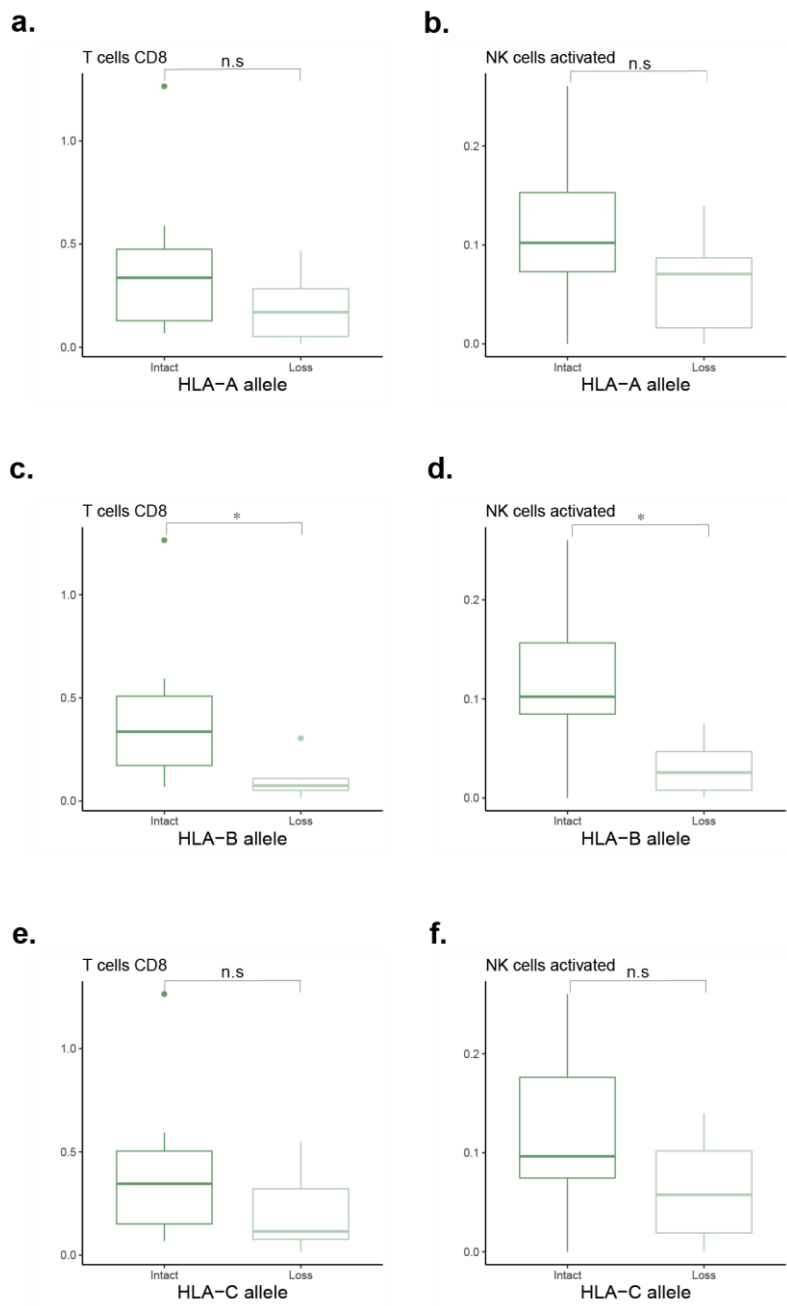 a.
T cells CD8
n.s
1.0
0.5
0.0
Intact Loss
HLA−A allele
b.
NK cells activated
n.s
0.2
0.1
0.0
Intact Loss
HLA−A allele
c.
T cells CD8
*
1.0
0.5
0.0
Intact Loss
HLA−B allele
d.
NK cells activated
*
0.2
0.1
0.0
Intact Loss
HLA−B allele
e.
T cells CD8
n.s
1.0
0.5
0.0
Intact Loss
HLA−C allele
f.
NK cells activated
n.s
0.2
0.1
0.0
Intact Loss
HLA−C allele